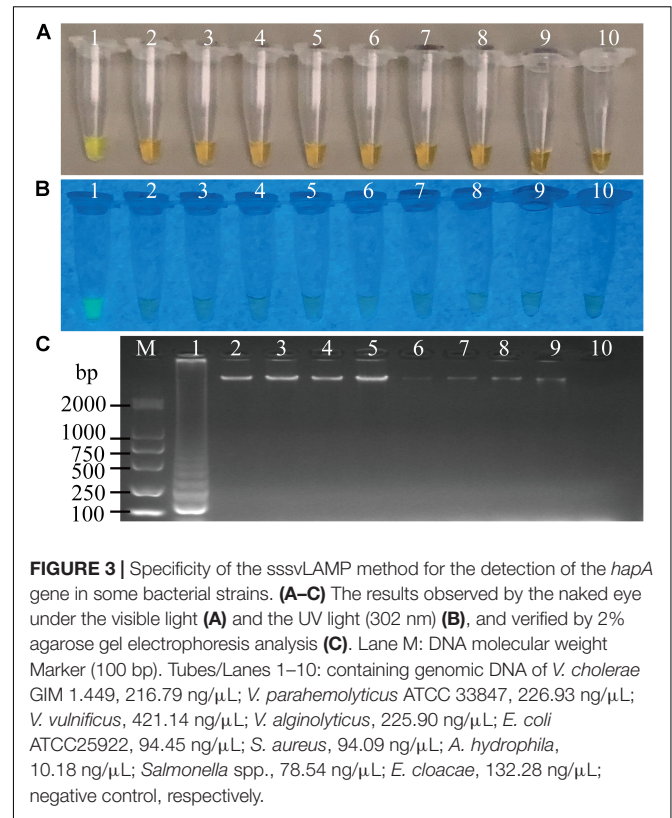 A
1 2 3 4 5 6 7 8 9 10
B
1 2 3 4 5 6 7 8 9 10
C
M 1 2 3 4 5 6 7 8 9 10
bp
2000
1000
750
500
250
100
FIGURE 3 | Specificity of the sssvLAMP method for the detection of the hapA
gene in some bacterial strains. (A–C) The results observed by the naked eye
under the visible light (A) and the UV light (302 nm) (B), and verified by 2%
agarose gel electrophoresis analysis (C). Lane M: DNA molecular weight
Marker (100 bp). Tubes/Lanes 1–10: containing genomic DNA of V. cholerae
GIM 1.449, 216.79 ng/μL; V. parahemolyticus ATCC 33847, 226.93 ng/μL;
V. vulnificus, 421.14 ng/μL; V. alginolyticus, 225.90 ng/μL; E. coli
ATCC25922, 94.45 ng/μL; S. aureus, 94.09 ng/μL; A. hydrophila,
10.18 ng/μL; Salmonella spp., 78.54 ng/μL; E. cloacae, 132.28 ng/μL;
negative control, respectively.